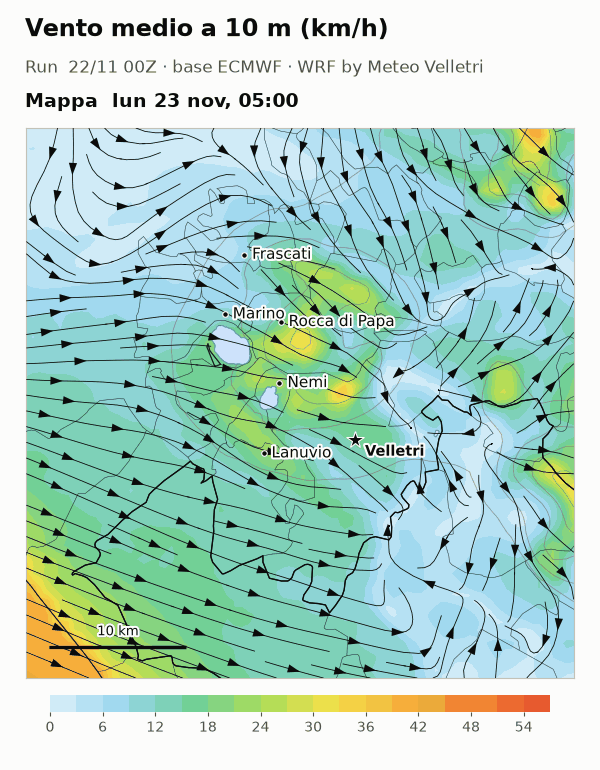 Vento medio a 10 m (km/h)
Run 22/11 00Z · base ECMWF · WRF by Meteo Velletri
Mappa lun 23 nov, 05:00
Frascati
Marino
Rocca di Papa
Nemi
Velletri
Lanuvio
10 km
0 6 12 18 24 30 36 42 48 54